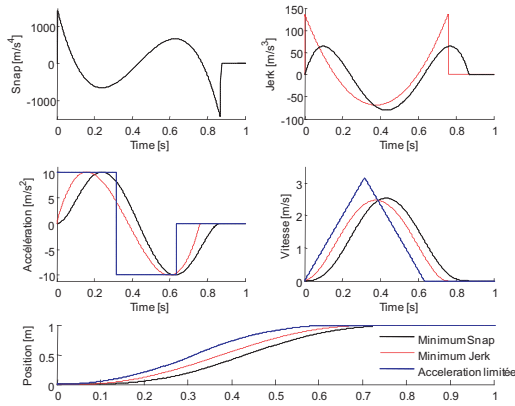 Snap [m/s⁴]
1000
0
-1000
0 0.2 0.4 0.6 0.8 1
Time [s]
Jerk [m/s³]
150
100
50
0
-50
-100
0 0.2 0.4 0.6 0.8 1
Time [s]
Accélération [m/s²]
10
5
0
-5
-10
0 0.2 0.4 0.6 0.8 1
Time [s]
Vitesse [m/s]
3
2
1
0
0 0.2 0.4 0.6 0.8 1
Time [s]
Position [m]
1
0.5
0
0 0.1 0.2 0.3 0.4 0.5 0.6 0.7 0.8 0.9 1
Minimum Snap
Minimum Jerk
Acceleration limitée